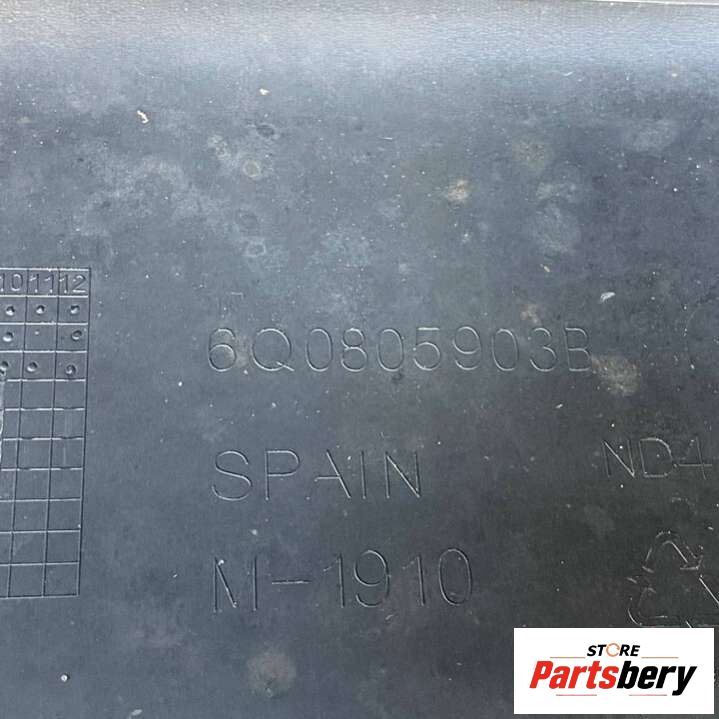 10 11 12
6Q0805903B
SPAIN
ND4
M-1910
STORE
Partsbery